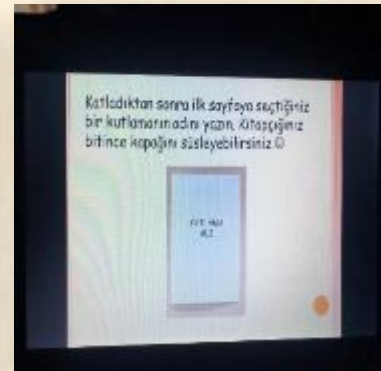 Katladıktan sonra ilk sayfaya seçtiğiniz
bir kutlamanın adını yazın. Kitapçığınız
bitince kapağını süsleyebilirsiniz☺